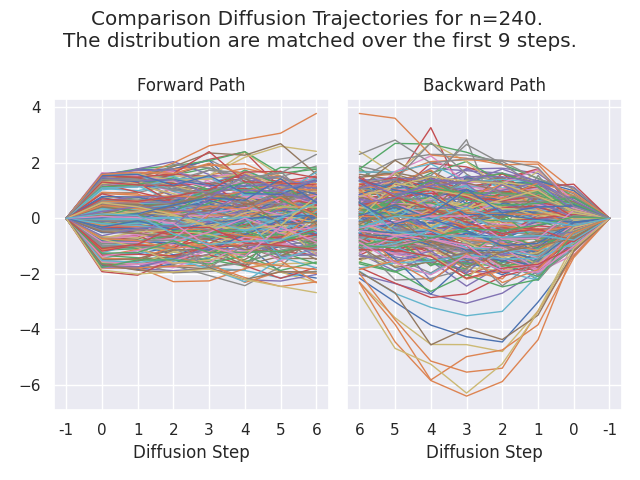 Comparison Diffusion Trajectories for n=240.
The distribution are matched over the first 9 steps.
Forward Path
Backward Path
4
2
0
−2
−4
−6
-1 0 1 2 3 4 5 6
6 5 4 3 2 1 0 -1
Diffusion Step
Diffusion Step